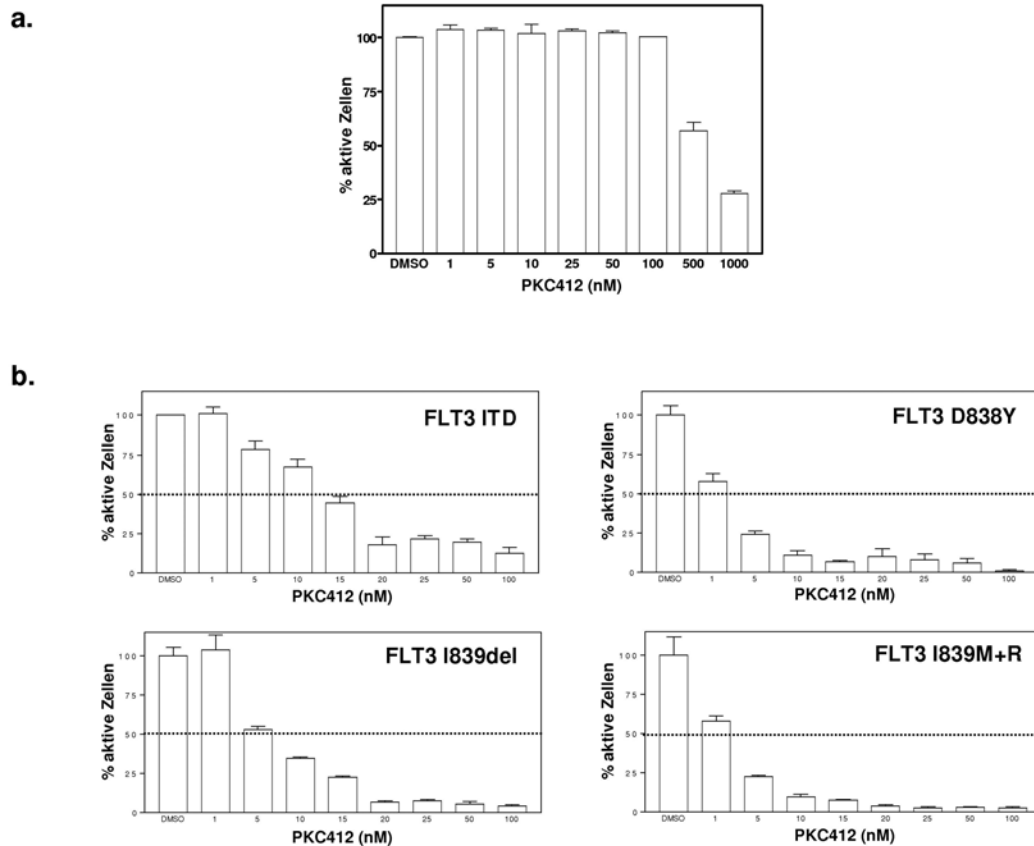 a.
% aktive Zellen
100
75
50
25
0
DMSO 1 5 10 25 50 100 500 1000
PKC412 (nM)
b.
FLT3 ITD
% aktive Zellen
100
75
50
25
0
DMSO 1 5 10 15 20 25 50 100
PKC412 (nM)
FLT3 D838Y
% aktive Zellen
100
75
50
25
0
DMSO 1 5 10 15 20 25 50 100
PKC412 (nM)
FLT3 I839del
% aktive Zellen
100
75
50
25
0
DMSO 1 5 10 15 20 25 50 100
PKC412 (nM)
FLT3 I839M+R
% aktive Zellen
100
75
50
25
0
DMSO 1 5 10 15 20 25 50 100
PKC412 (nM)